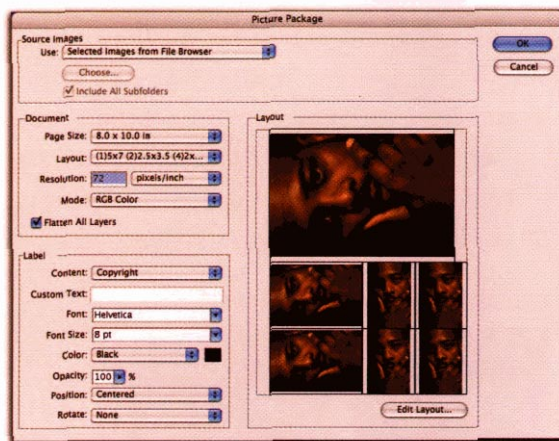 Picture Package
Source Images
Use: Selected Images from File Browser
OK
Choose...
Cancel
Include All Subfolders
Document
Page Size: 8.0 x 10.0 in
Layout: (1)5x7 (2)2.5x3.5 (4)2x...
Resolution: 72 pixels/inch
Mode: RGB Color
Flatten All Layers
Label
Content: Copyright
Custom Text:
Font: Helvetica
Font Size: 8 pt
Color: Black
Opacity: 100 %
Position: Centered
Rotate: None
Layout
Edit Layout...